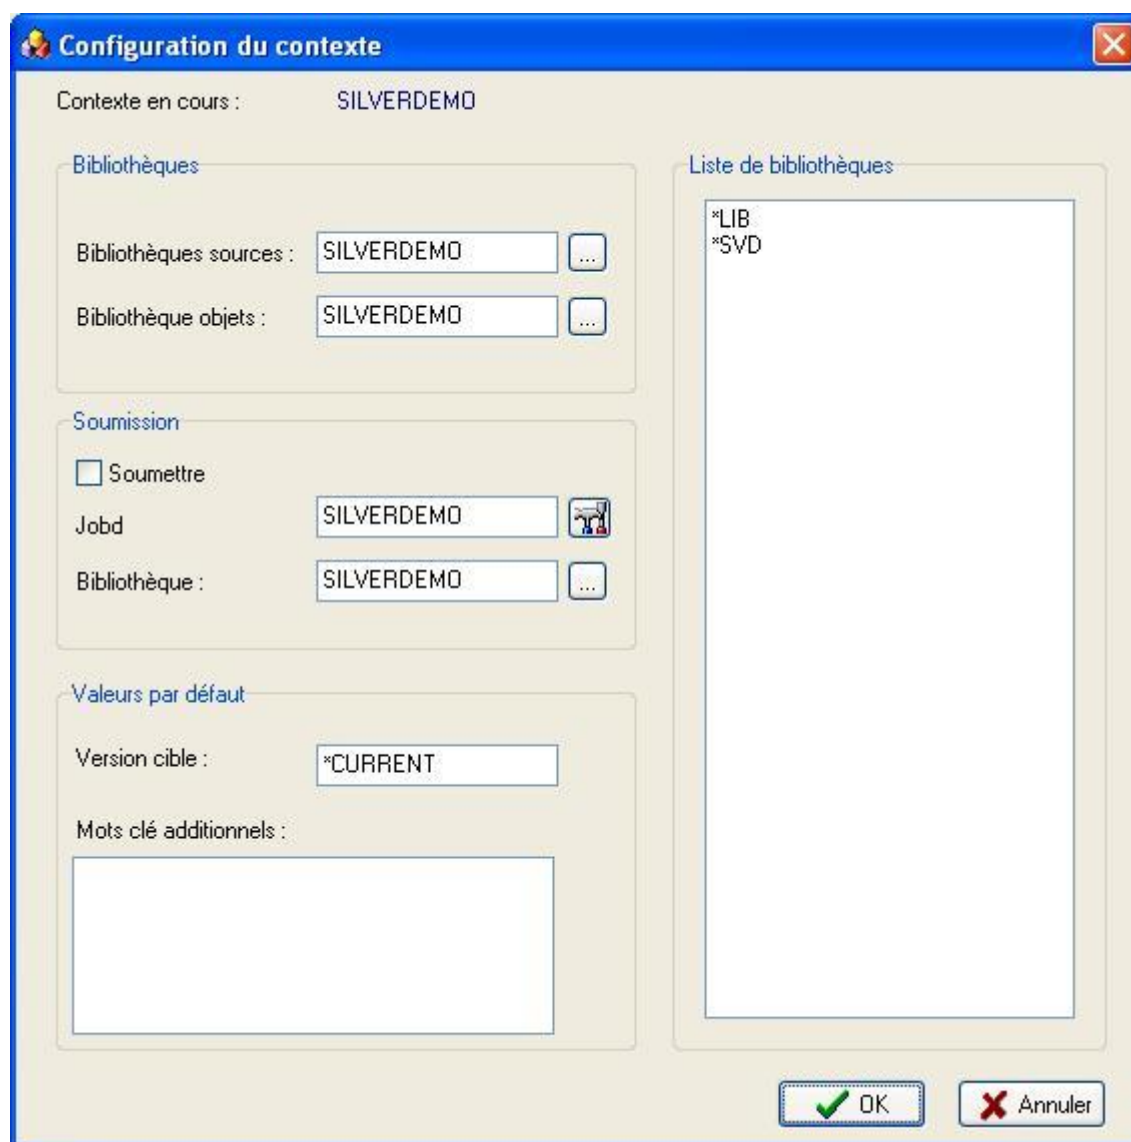 Configuration du contexte
Contexte en cours : SILVERDEMO
Bibliothèques
Bibliothèques sources : SILVERDEMO ...
Bibliothèque objets : SILVERDEMO ...
Soumission
Soumettre
Jobd SILVERDEMO
Bibliothèque : SILVERDEMO ...
Valeurs par défaut
Version cible : *CURRENT
Mots clé additionnels :
Liste de bibliothèques
*LIB
*SVD
OK Annuler